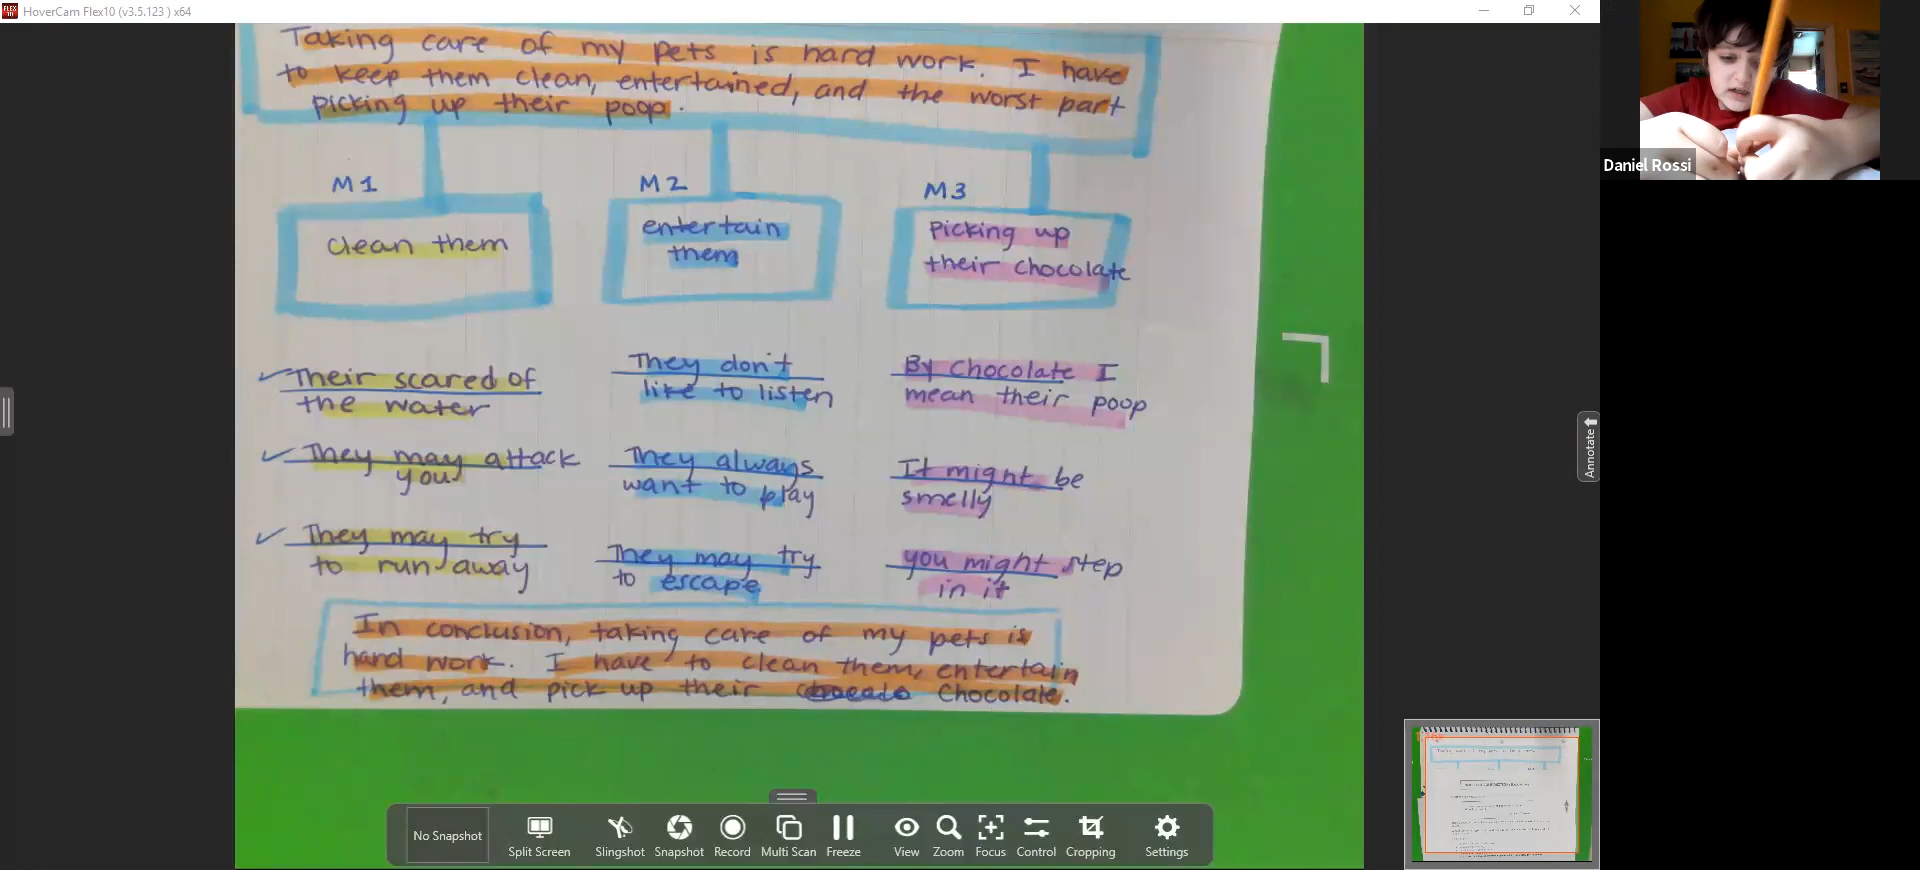 HoverCam Flex10 (v3.5.123 ) x64
Taking care of my pets is hard work. I have
to keep them clean, entertained, and the worst part
picking up their poop.
M1
clean them
M2
entertain
them
M3
Picking up
their chocolate
Their scared of
the water
They may attack
you
They may try
to run away
They don't
like to listen
They always
want to play
They may try
to escape
By chocolate I
mean their poop
It might be
smelly
you might step
in it
In conclusion, taking care of my pets is
hard work. I have to clean them, entertain
them, and pick up their Chocolate.
Daniel Rossi
Annotate
No Snapshot
Split Screen
Slingshot
Snapshot
Record
Multi Scan
Freeze
View
Zoom
Focus
Control
Cropping
Settings